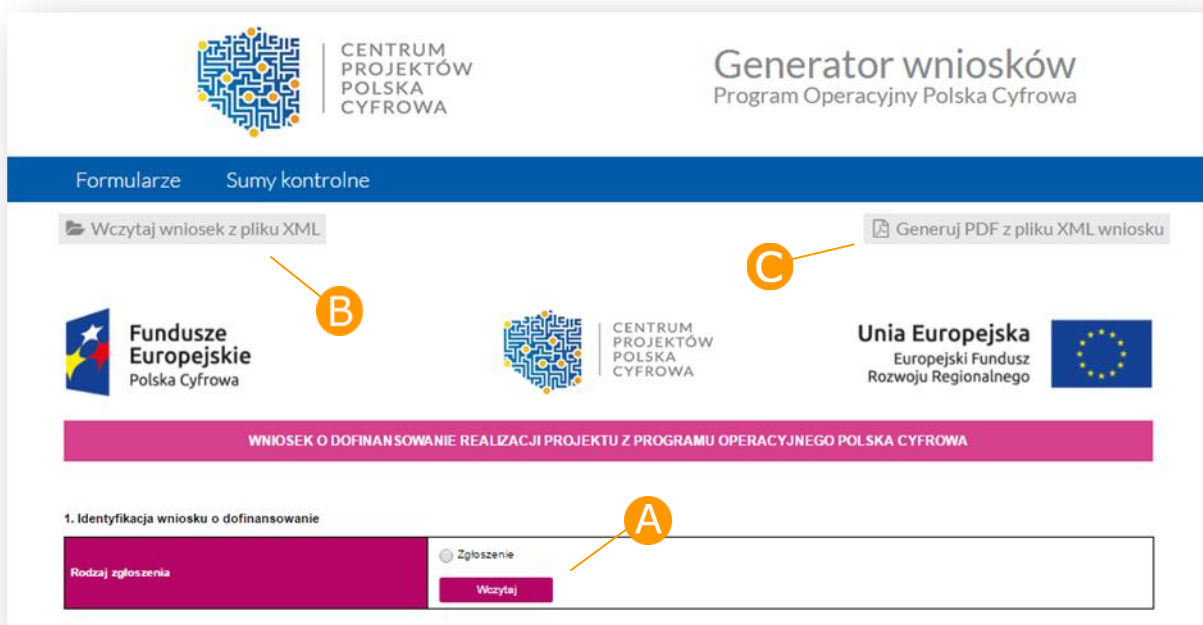 CENTRUM
PROJEKTÓW
POLSKA
CYFROWA
Generator wniosków
Program Operacyjny Polska Cyfrowa
Formularze Sumy kontrolne
Wczytaj wniosek z pliku XML
Generuj PDF z pliku XML wniosku
C
B
Fundusze
Europejskie
Polska Cyfrowa
CENTRUM
PROJEKTÓW
POLSKA
CYFROWA
Unia Europejska
Europejski Fundusz
Rozwoju Regionalnego
WNIOSEK O DOFINANSOWANIE REALIZACJI PROJEKTU Z PROGRAMU OPERACYJNEGO POLSKA CYFROWA
1. Identyfikacja wniosku o dofinansowanie
A
Rodzaj zgłoszenia
Zgłoszenie
Wczytaj